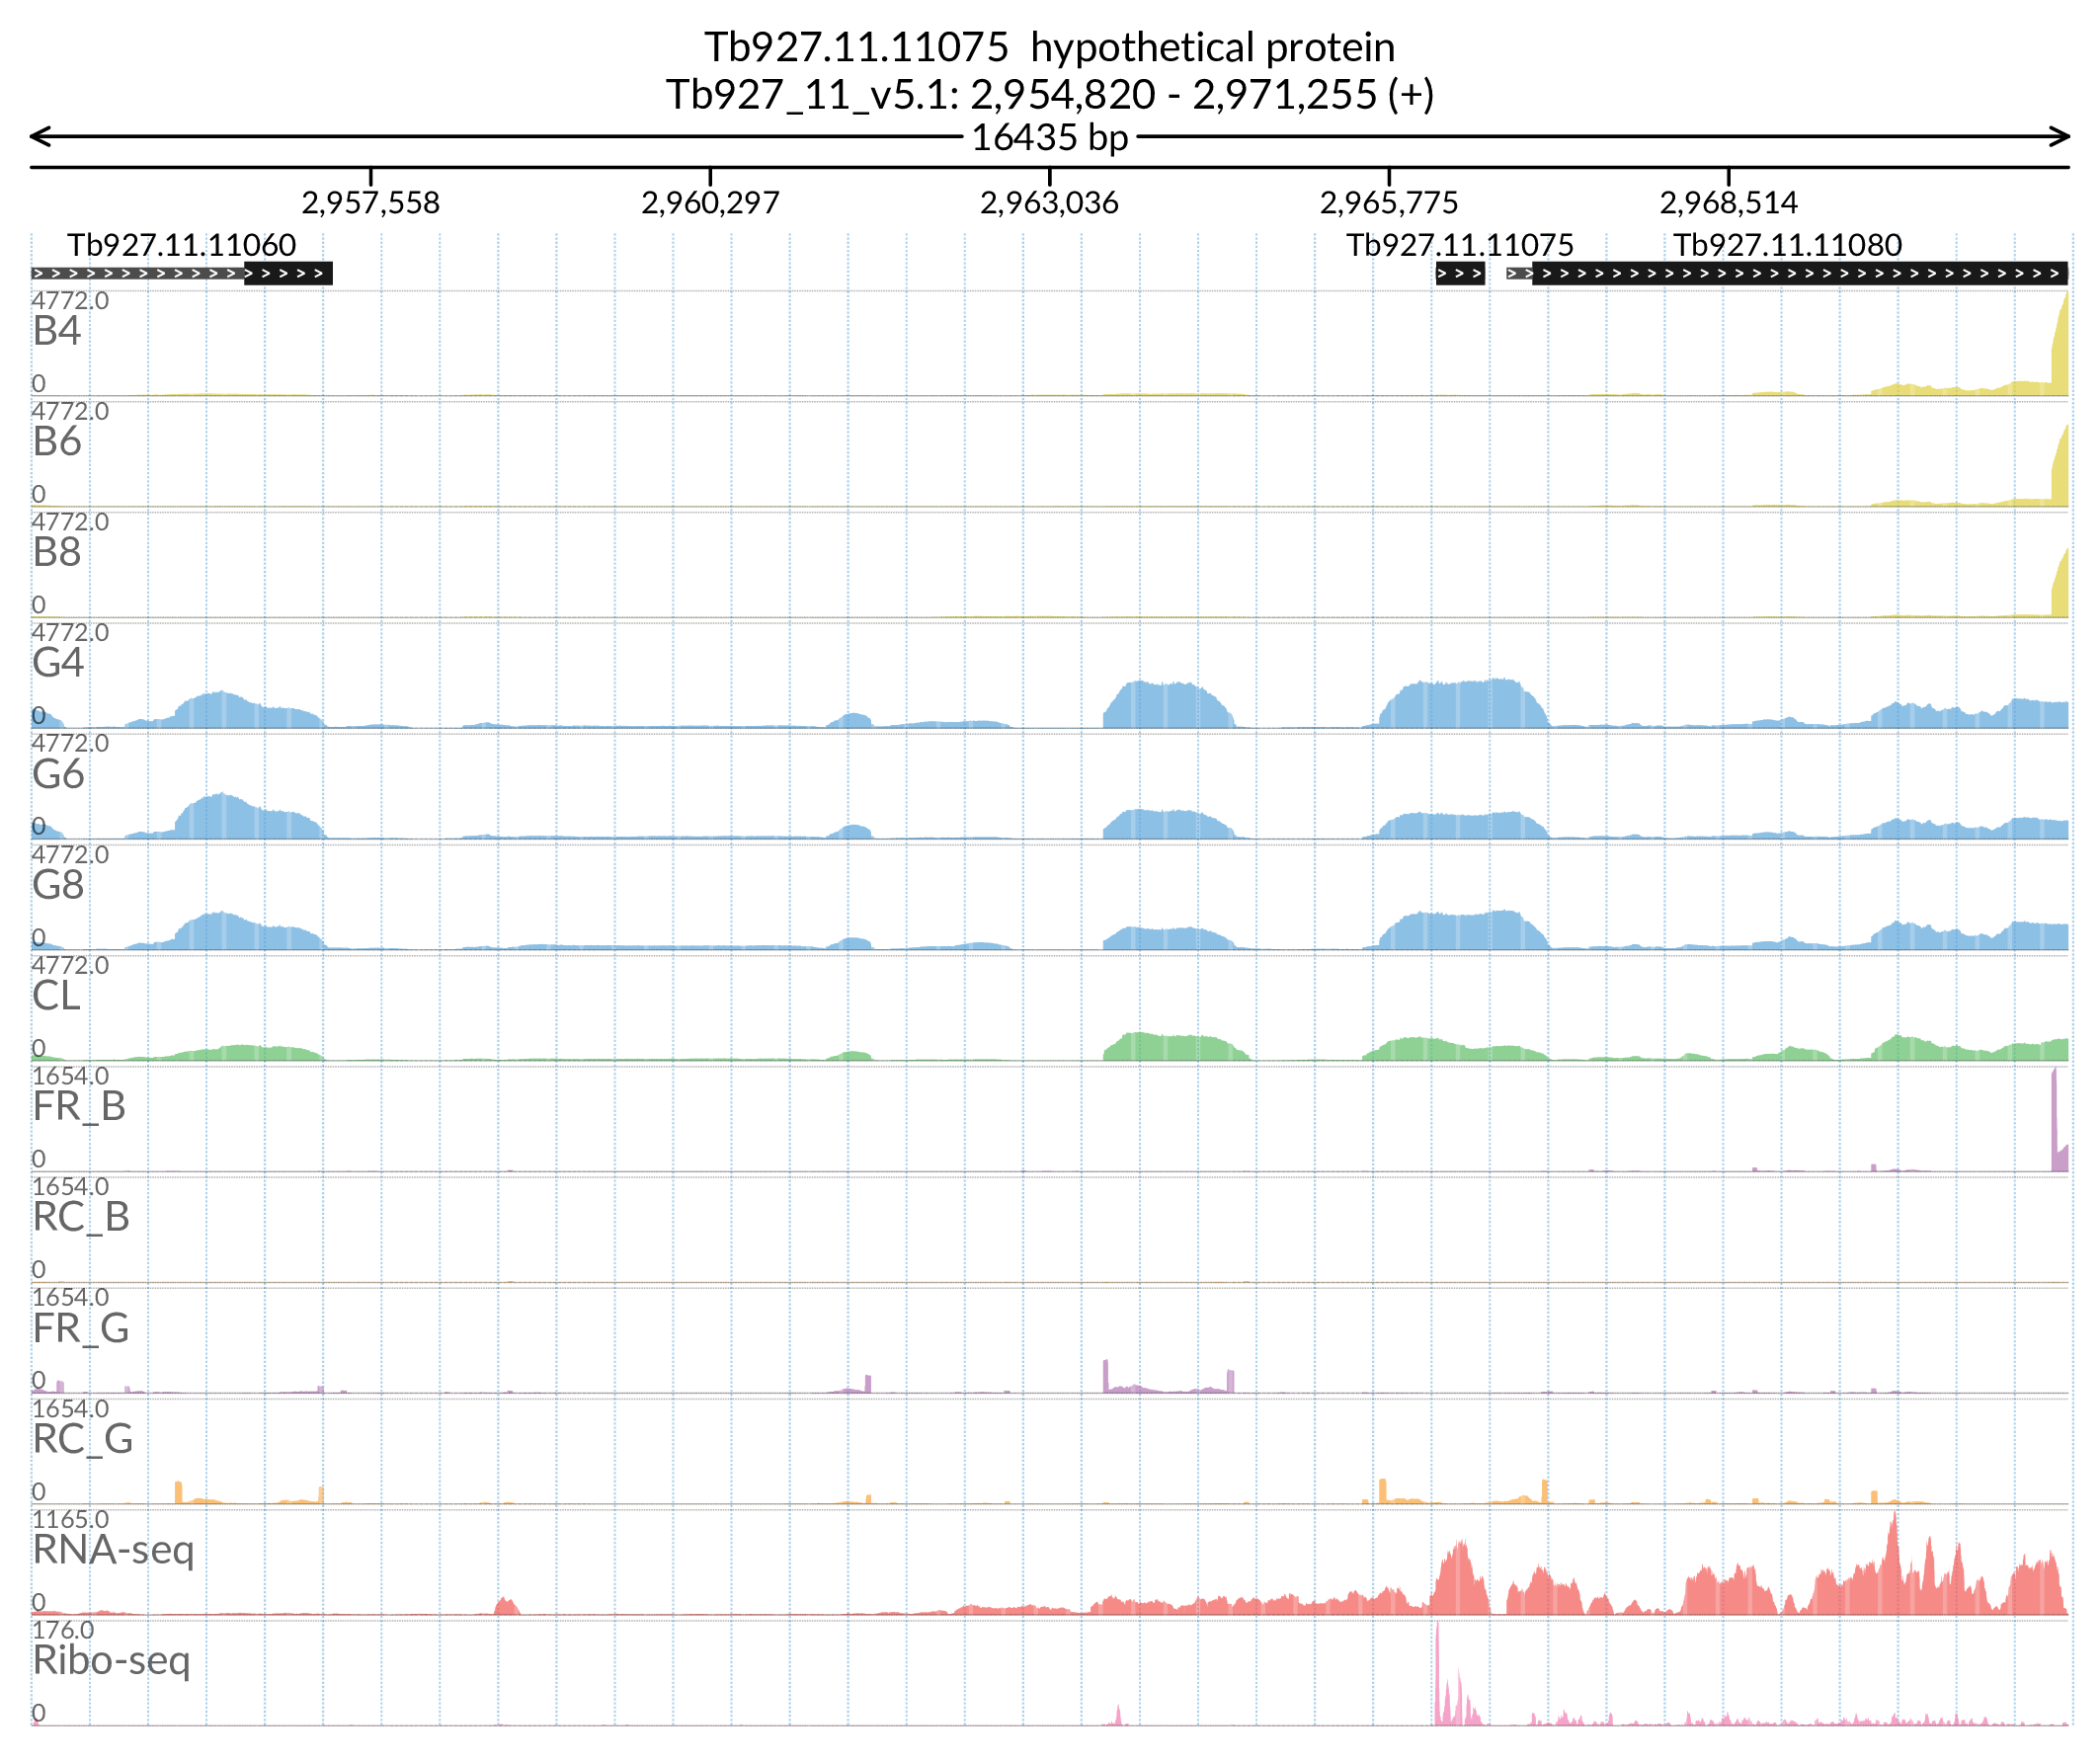 Tb927.11.11075 hypothetical protein
Tb927_11_v5.1: 2,954,820 - 2,971,255 (+)
16435 bp
2,957,558 2,960,297 2,963,036 2,965,775 2,968,514
Tb927.11.11060 Tb927.11.11075 Tb927.11.11080
4772.0
B4
0
4772.0
B6
0
4772.0
B8
0
4772.0
G4
0
4772.0
G6
0
4772.0
G8
0
4772.0
CL
0
1654.0
FR_B
0
1654.0
RC_B
0
1654.0
FR_G
0
1654.0
RC_G
0
1165.0
RNA-seq
0
176.0
Ribo-seq
0